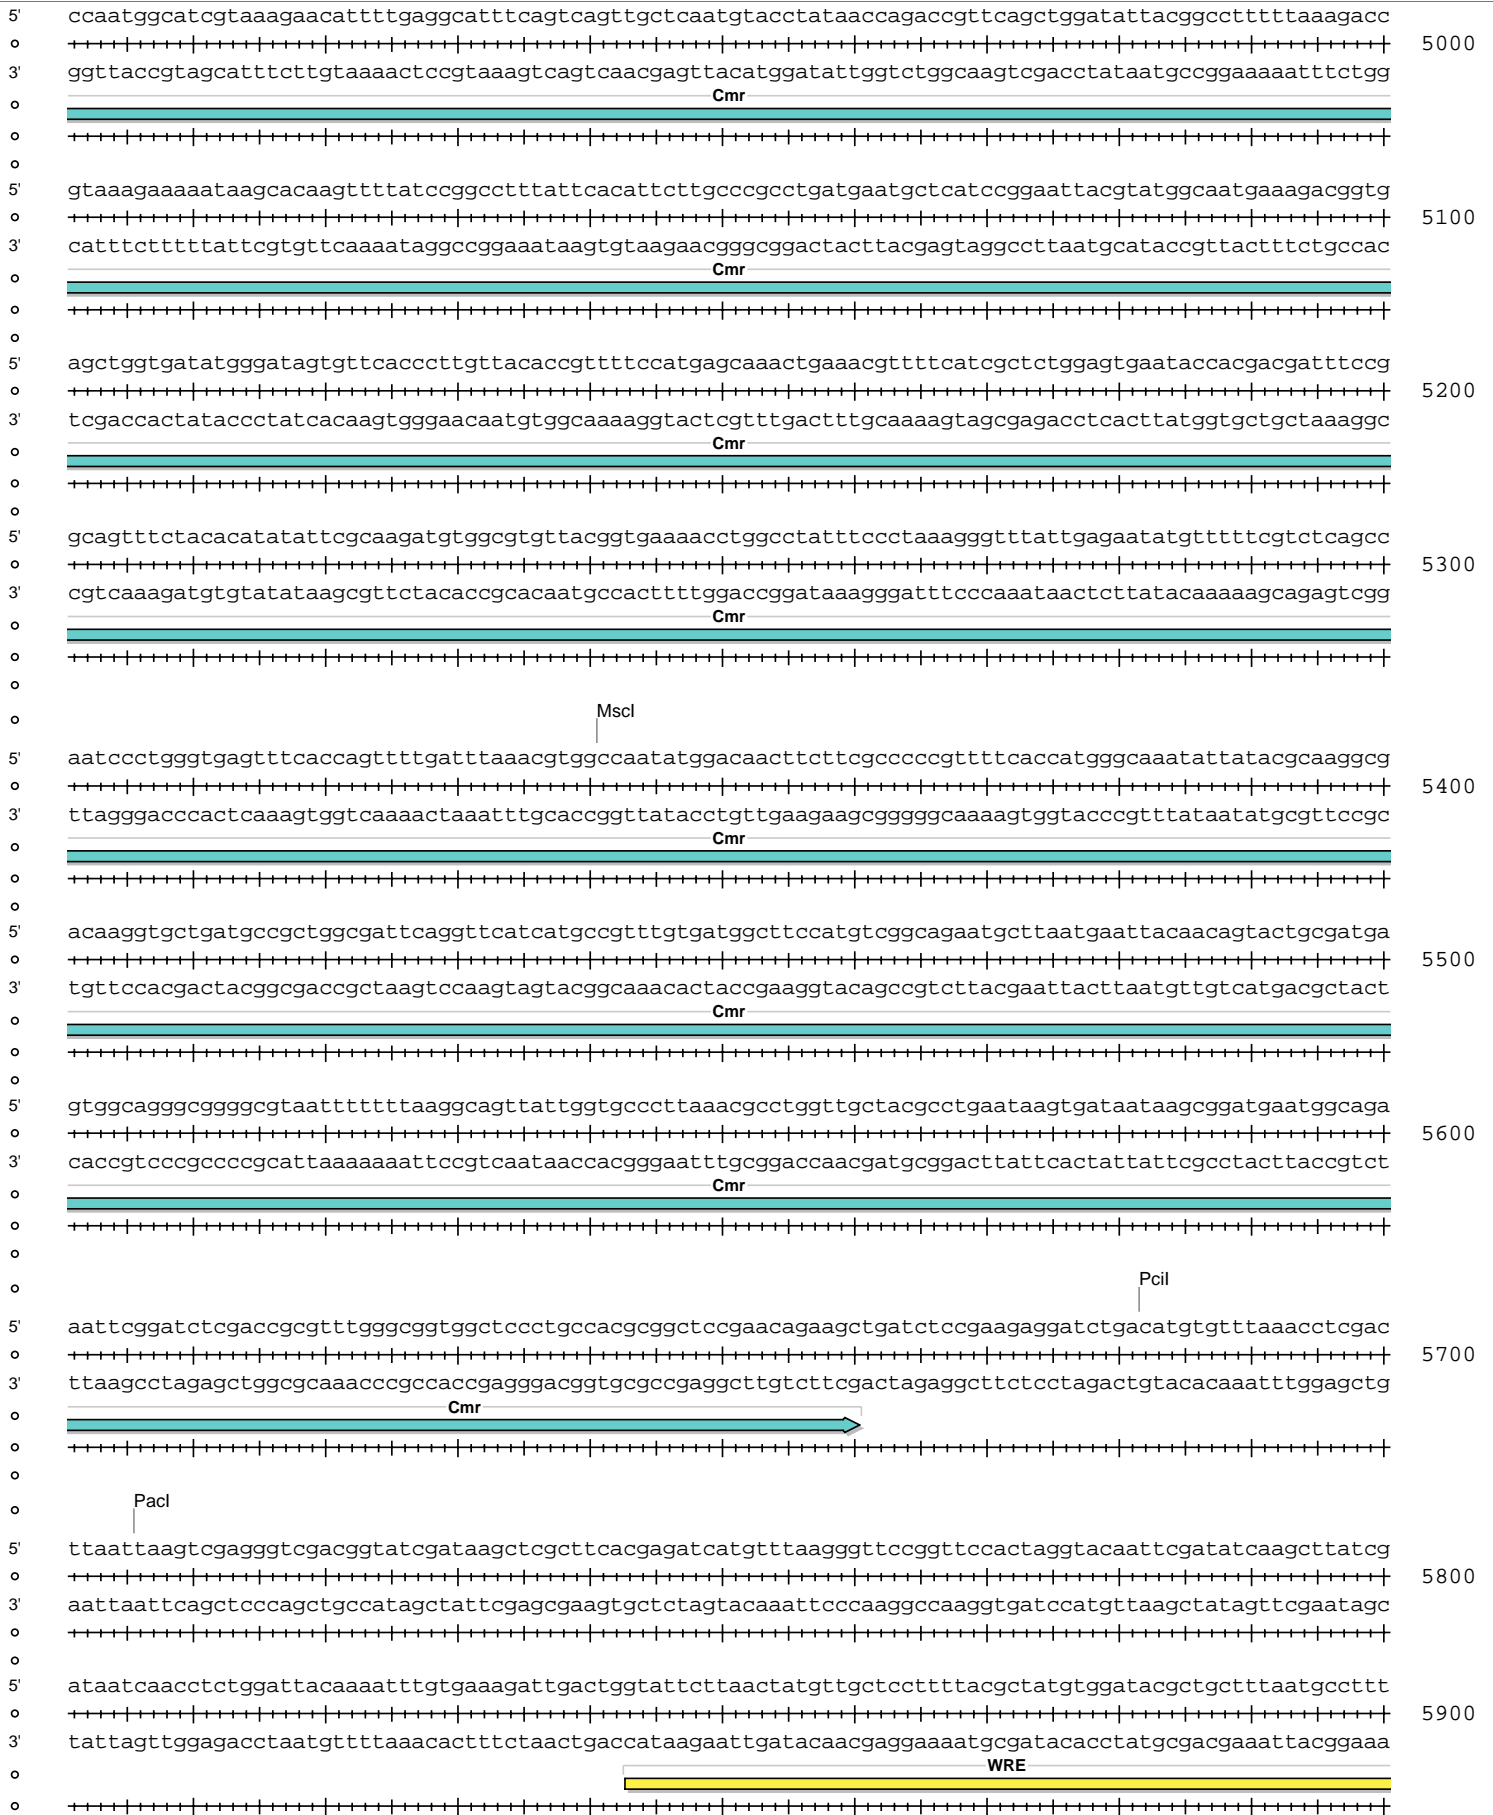 5' ccaatggcatcgtaaagaacattttgaggcatttcagtcagttgctcaatgtacctataaccagaccgttcagctggatattacggcctttttaaagacc
5000
3' ggttaccgtagcatttcttgtaaaactccgtaaagtcagtcaacgagttacatggatattggtctggcaagtcgacctataatgccggaaaaatttctgg
Cmr
5' gtaaagaaaaataagcacaagttttatccggcctttattcacattcttgcccgcctgatgaatgctcatccggaattacgtatggcaatgaaagacggtg
5100
3' catttctttttattcgtgttcaaaataggccggaaataagtgtaagaacgggcggactacttacgagtaggccttaatgcataccgttactttctgccac
Cmr
5' agctggtgatatgggatagtgttcacccttgttacaccgttttccatgagcaaactgaaacgttttcatcgctctggagtgaataccacgacgatttccg
5200
3' tcgaccactataccctatcacaagtgggaacaatgtggcaaaaggtactcgtttgactttgcaaaagtagcgagacctcacttatggtgctgctaaaggc
Cmr
5' gcagtttctacacatatattcgcaagatgtggcgtgttacggtgaaaacctggcctatttccctaaagggtttattgagaatatgtttttcgtctcagcc
5300
3' cgtcaaagatgtgtatataagcgttctacaccgcacaatgccacttttggaccggataaagggatttcccaaataactcttatacaaaaagcagagtcgg
Cmr
MscI
5' aatccctgggtgagtttcaccagttttgatttaaacgtggccaatatggacaacttcttcgcccccgttttcaccatgggcaaatattatacgcaaggcg
5400
3' ttagggacccactcaaagtggtcaaaactaaatttgcaccggttatacctgttgaagaagcgggggcaaaagtggtacccgtttataatatgcgttccgc
Cmr
5' acaaggtgctgatgccgctggcgattcaggttcatcatgccgtttgtgatggcttccatgtcggcagaatgcttaatgaattacaacagtactgcgatga
5500
3' tgttccacgactacggcgaccgctaagtccaagtagtacggcaaacactaccgaaggtacagccgtcttacgaattacttaatgttgtcatgacgctact
Cmr
5' gtggcagggcggggcgtaatttttttaaggcagttattggtgcccttaaacgcctggttgctacgcctgaataagtgataataagcggatgaatggcaga
5600
3' caccgtcccgccccgcattaaaaaaattccgtcaataaccacgggaatttgcggaccaacgatgcggacttattcactattattcgcctacttaccgtct
Cmr
PciI
5' aattcggatctcgaccgcgtttgggcggtggctccctgccacgcggctccgaacagaagctgatctccgaagaggatctgacatgtgtttaaacctcgac
5700
3' ttaagcctagagctggcgcaaacccgccaccgagggacggtgcgccgaggcttgtcttcgactagaggcttctcctagactgtacacaaatttggagctg
Cmr
PacI
5' ttaattaagtcgagggtcgacggtatcgataagctcgcttcacgagatcatgtttaagggttccggttccactaggtacaattcgatatcaagcttatcg
5800
3' aattaattcagctcccagctgccatagctattcgagcgaagtgctctagtacaaattcccaaggccaaggtgatccatgttaagctatagttcgaatagc
5' ataatcaacctctggattacaaaatttgtgaaagattgactggtattcttaactatgttgctccttttacgctatgtggatacgctgctttaatgccttt
5900
3' tattagttggagacctaatgttttaaacactttctaactgaccataagaattgatacaacgaggaaaatgcgatacacctatgcgacgaaattacggaaa
WRE